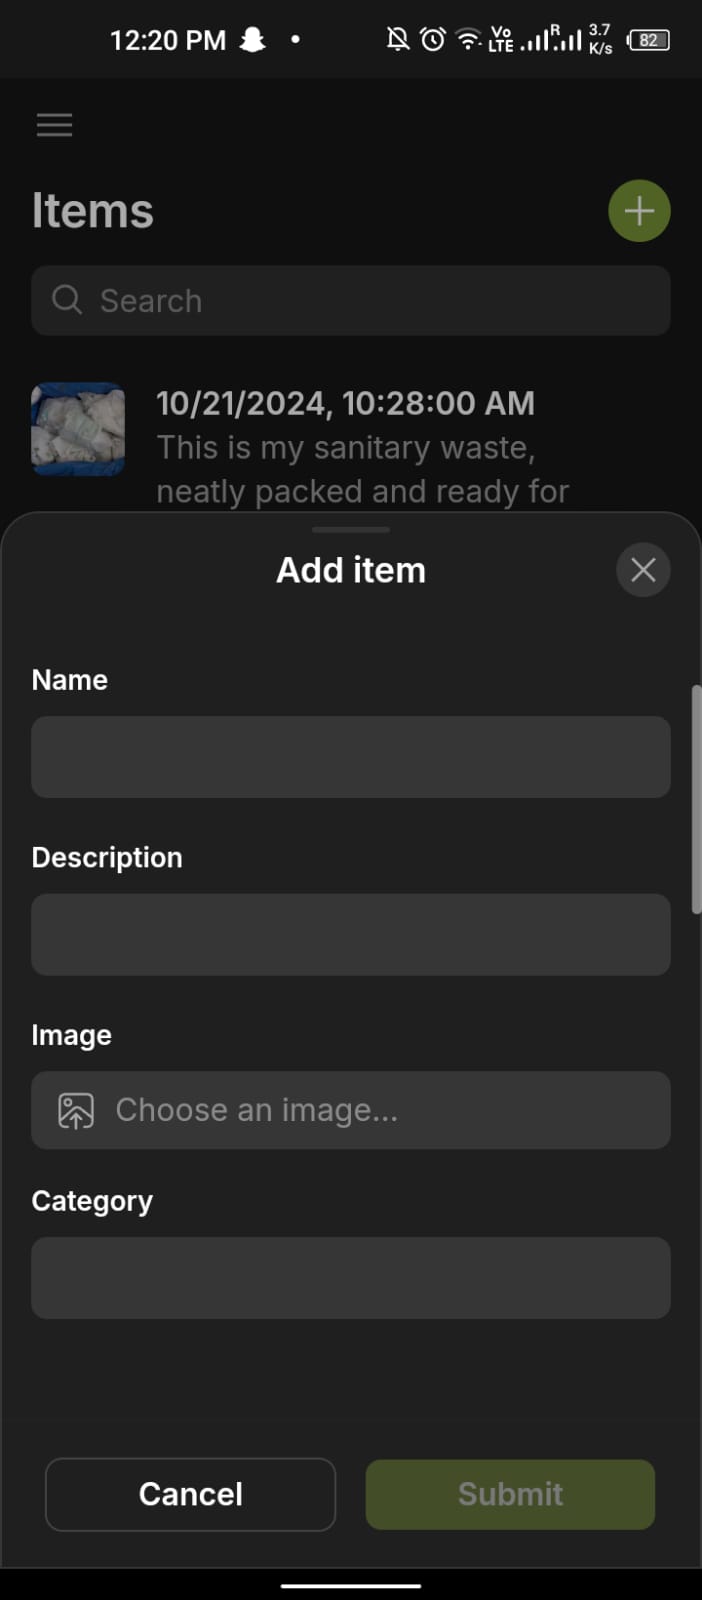 12:20 PM
Vo
LTE
R
3.7
K/s
82
Items
Search
10/21/2024, 10:28:00 AM
This is my sanitary waste,
neatly packed and ready for
Add item
Name
Description
Image
Choose an image...
Category
Cancel
Submit